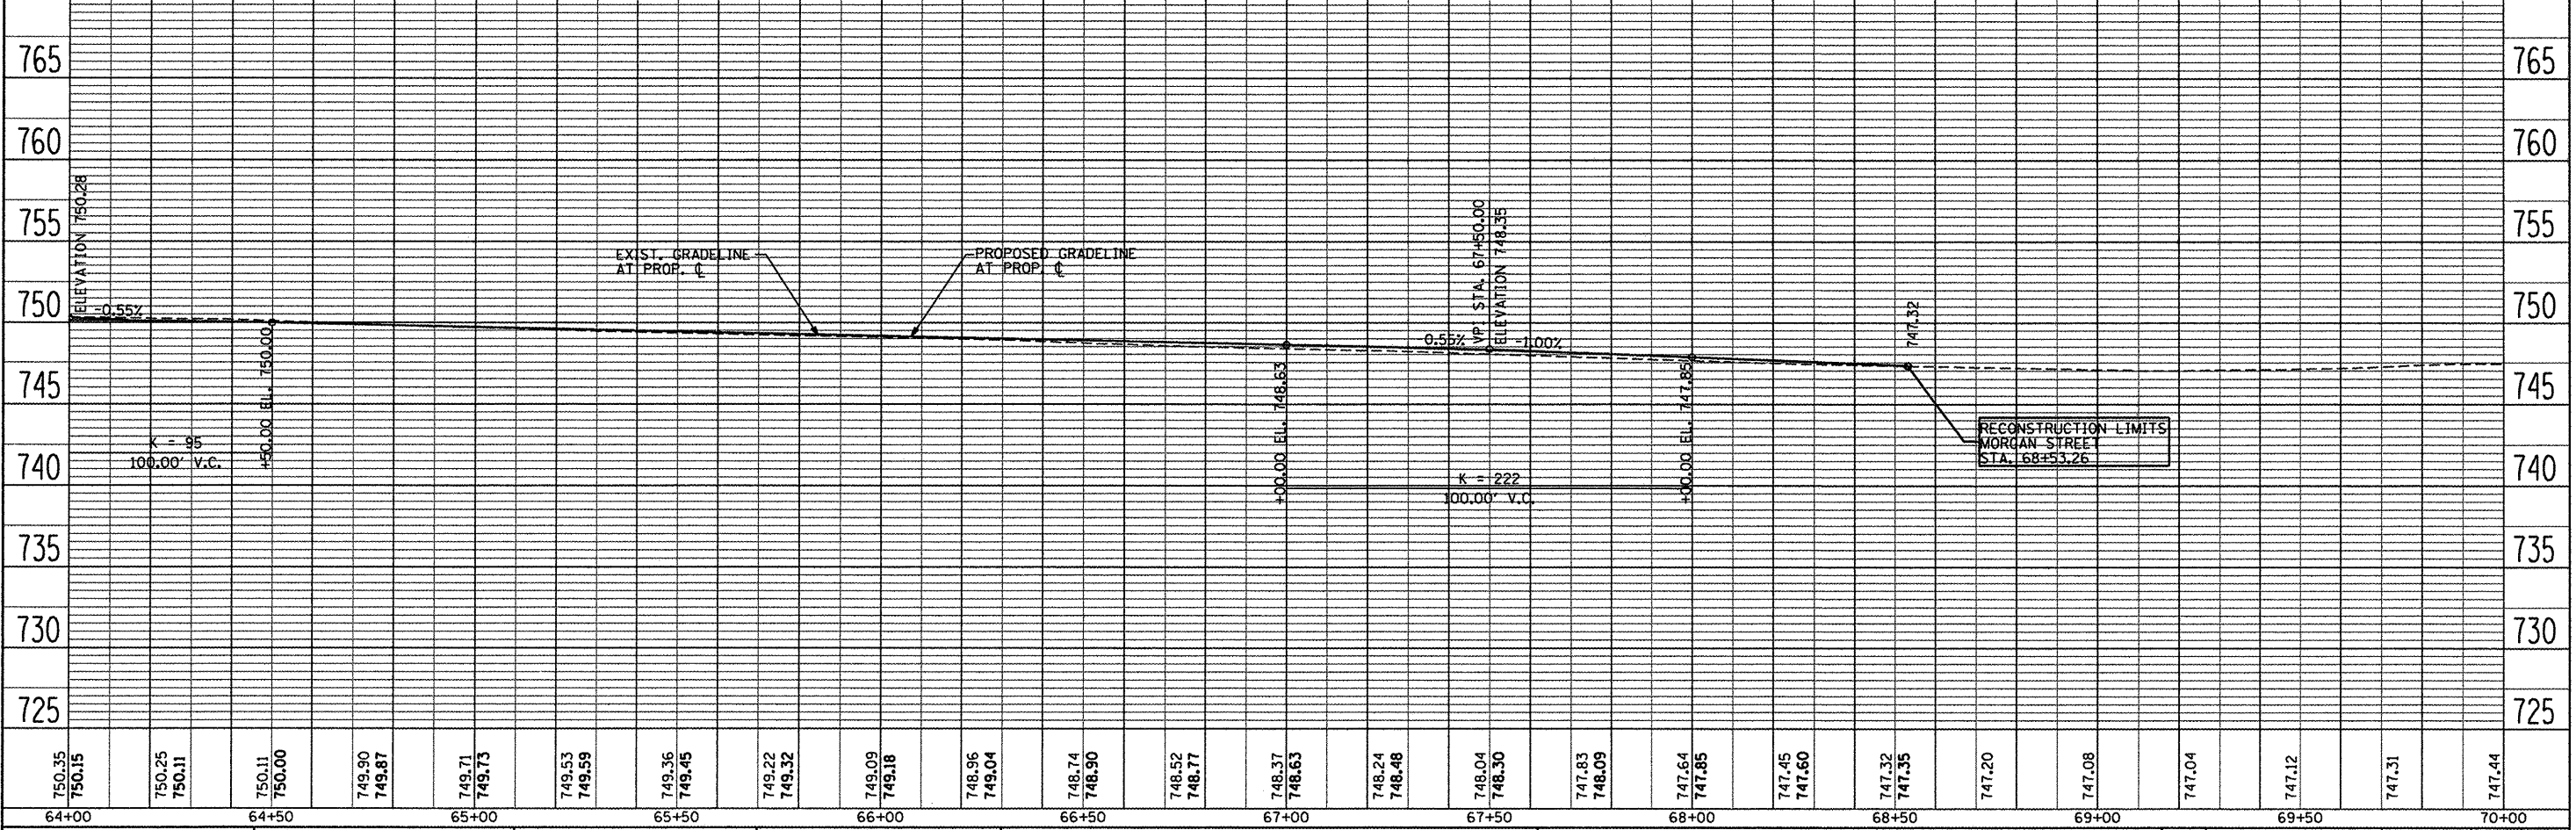 765
765
760
760
ELEVATION 750.28
755
755
VP. STA. 67+50.00
ELEVATION 748.35
EXIST. GRADELINE
AT PROP. ℄
PROPOSED GRADELINE
AT PROP. ℄
750
750
-0.55%
747.32
-0.55%
-1.00%
745
745
+50.00 EL. 750.00
+00.00 EL. 748.63
+00.00 EL. 747.85
RECONSTRUCTION LIMITS
MORGAN STREET
STA. 68+53.26
K = 95
100.00' V.C.
740
740
K = 222
100.00' V.C.
735
735
730
730
725
725
750.35 750.25 750.11 749.90 749.71 749.53 749.36 749.22 749.09 748.96 748.74 748.52 748.37 748.24 748.04 747.83 747.64 747.45 747.32 747.20 747.08 747.04 747.12 747.31 747.44
750.15 750.11 750.00 749.87 749.73 749.59 749.45 749.32 749.18 749.04 748.90 748.77 748.63 748.48 748.30 748.09 747.85 747.60 747.35
64+00 64+50 65+00 65+50 66+00 66+50 67+00 67+50 68+00 68+50 69+00 69+50 70+00